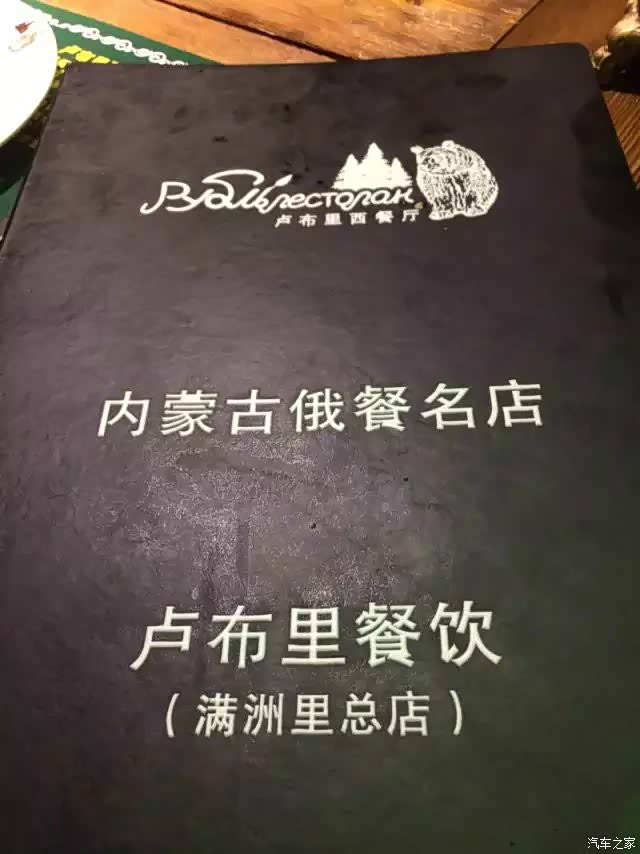 ресторан
卢布里西餐厅
内蒙古俄餐名店
卢布里餐饮
（满洲里总店）
汽车之家